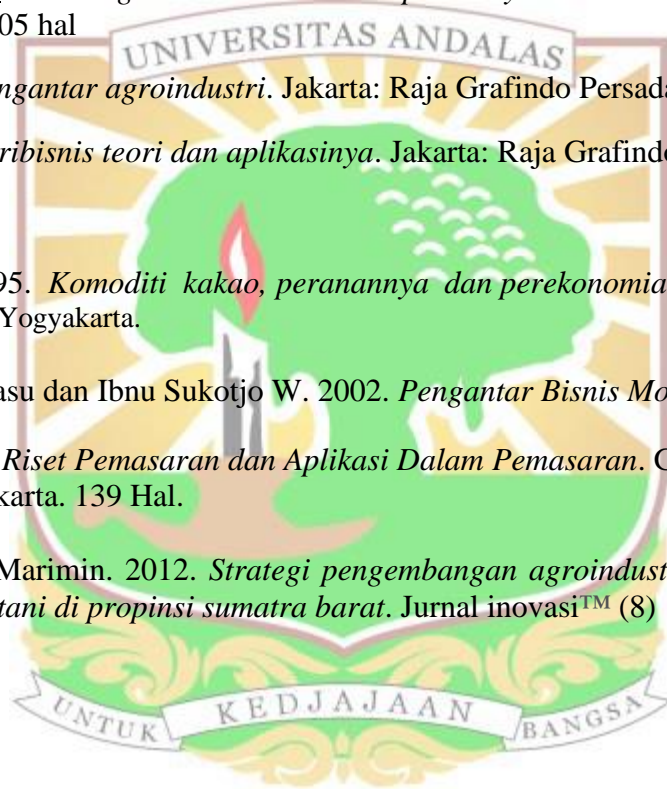 05 hal
UNIVERSITAS ANDALAS
ngantar agroindustri. Jakarta: Raja Grafindo Persada
ribisnis teori dan aplikasinya. Jakarta: Raja Grafindo
95. Komoditi kakao, peranannya dan perekonomia
Yogyakarta.
asu dan Ibnu Sukotjo W. 2002. Pengantar Bisnis Mo
Riset Pemasaran dan Aplikasi Dalam Pemasaran. G
karta. 139 Hal.
Marimin. 2012. Strategi pengembangan agroindust
tani di propinsi sumatra barat. Jurnal inovasi™ (8)
UNTUK KEDJAJAAN BANGSA